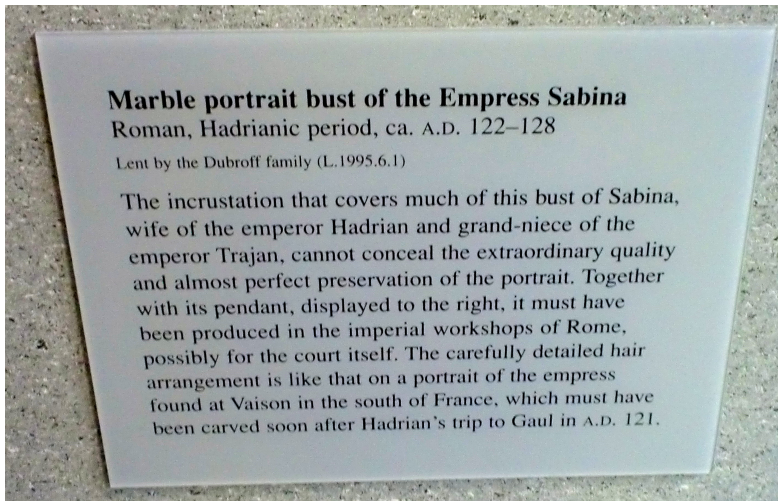 Marble portrait bust of the Empress Sabina
Roman, Hadrianic period, ca. A.D. 122–128
Lent by the Dubroff family (L.1995.6.1)
The incrustation that covers much of this bust of Sabina,
wife of the emperor Hadrian and grand-niece of the
emperor Trajan, cannot conceal the extraordinary quality
and almost perfect preservation of the portrait. Together
with its pendant, displayed to the right, it must have
been produced in the imperial workshops of Rome,
possibly for the court itself. The carefully detailed hair
arrangement is like that on a portrait of the empress
found at Vaison in the south of France, which must have
been carved soon after Hadrian's trip to Gaul in A.D. 121.